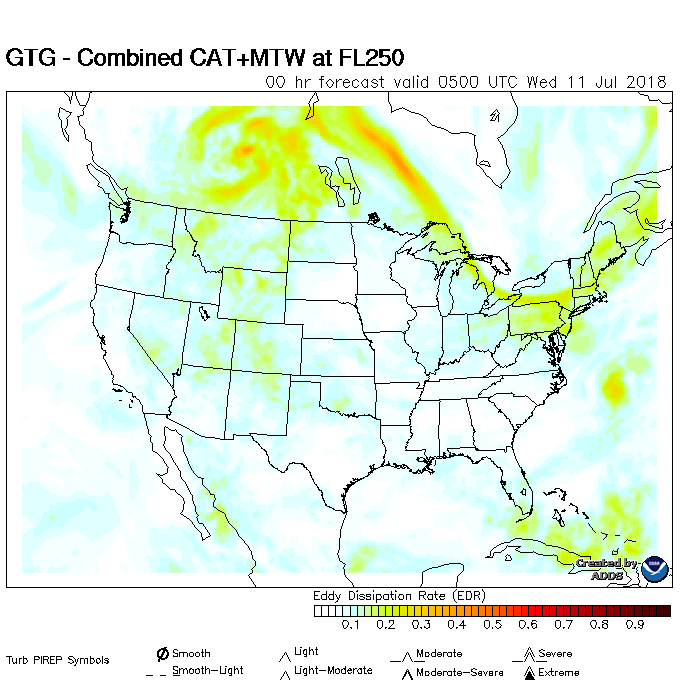 GTG - Combined CAT+MTW at FL250
00 hr forecast valid 0500 UTC Wed 11 Jul 2018
Created by
ADDS
Eddy Dissipation Rate (EDR)
0.1 0.2 0.3 0.4 0.5 0.6 0.7 0.8 0.9
Turb PIREP Symbols
Smooth Light Moderate Severe
Smooth-Light Light-Moderate Moderate-Severe Extreme